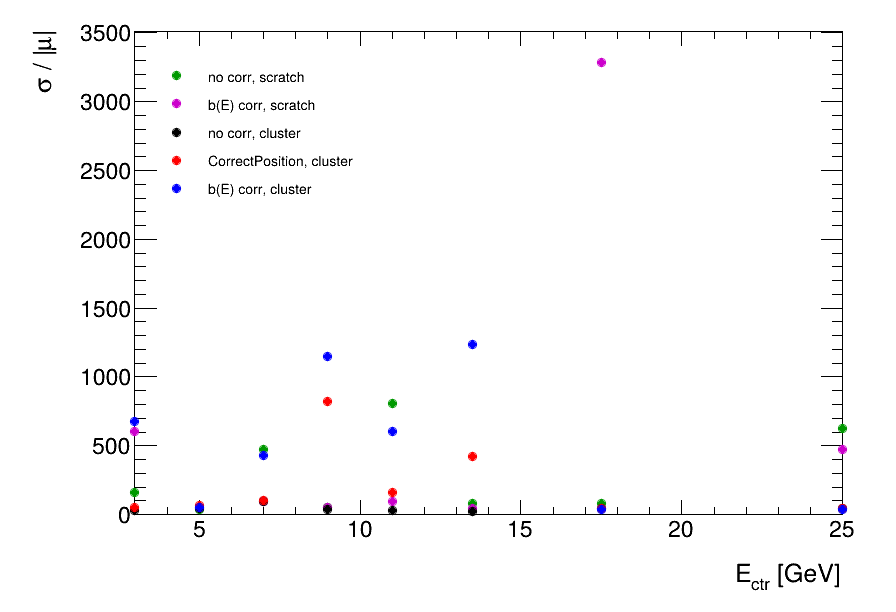 3500
σ / |μ|
3000
2500
2000
1500
1000
500
0
no corr, scratch
b(E) corr, scratch
no corr, cluster
CorrectPosition, cluster
b(E) corr, cluster
5 10 15 20 25
E_ctr [GeV]